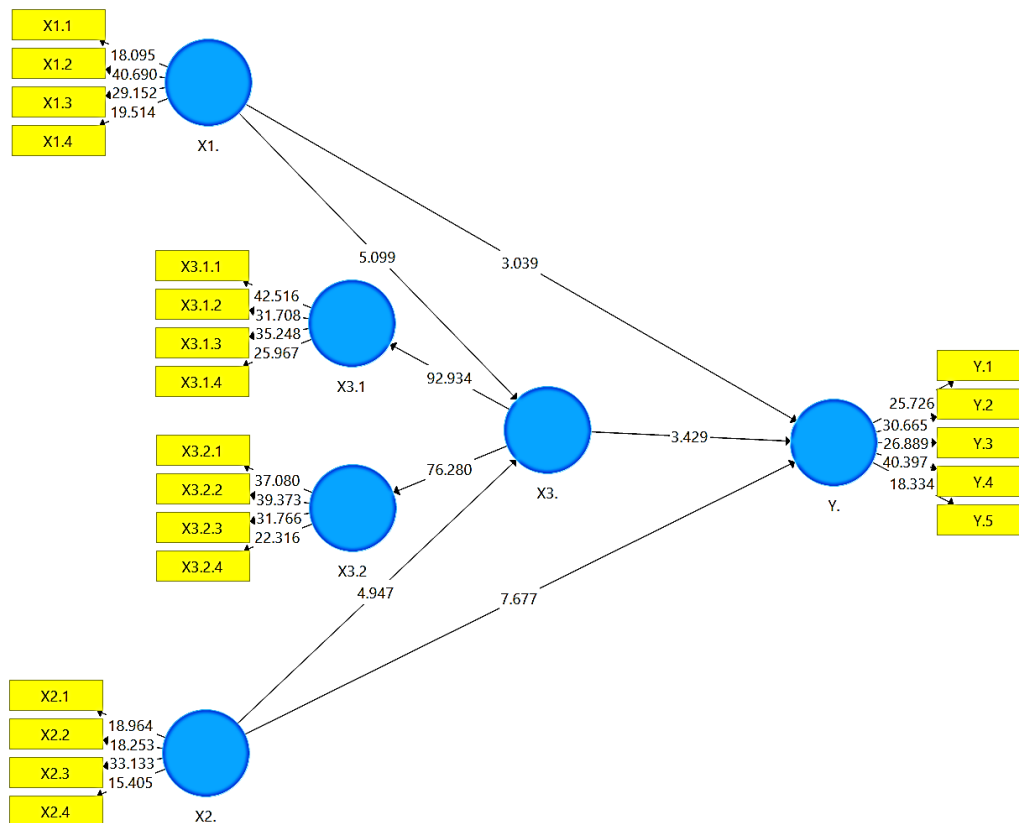 X1.1
X1.2
X1.3
X1.4
18.095
40.690
29.152
19.514
X1.
5.099
3.039
X3.1.1
X3.1.2
X3.1.3
X3.1.4
42.516
31.708
35.248
25.967
X3.1
92.934
X3.2.1
X3.2.2
X3.2.3
X3.2.4
37.080
39.373
31.766
22.316
X3.2
76.280
X3.
3.429
4.947
7.677
Y.
25.726
30.665
26.889
40.397
18.334
Y.1
Y.2
Y.3
Y.4
Y.5
X2.1
X2.2
X2.3
X2.4
18.964
18.253
33.133
15.405
X2.